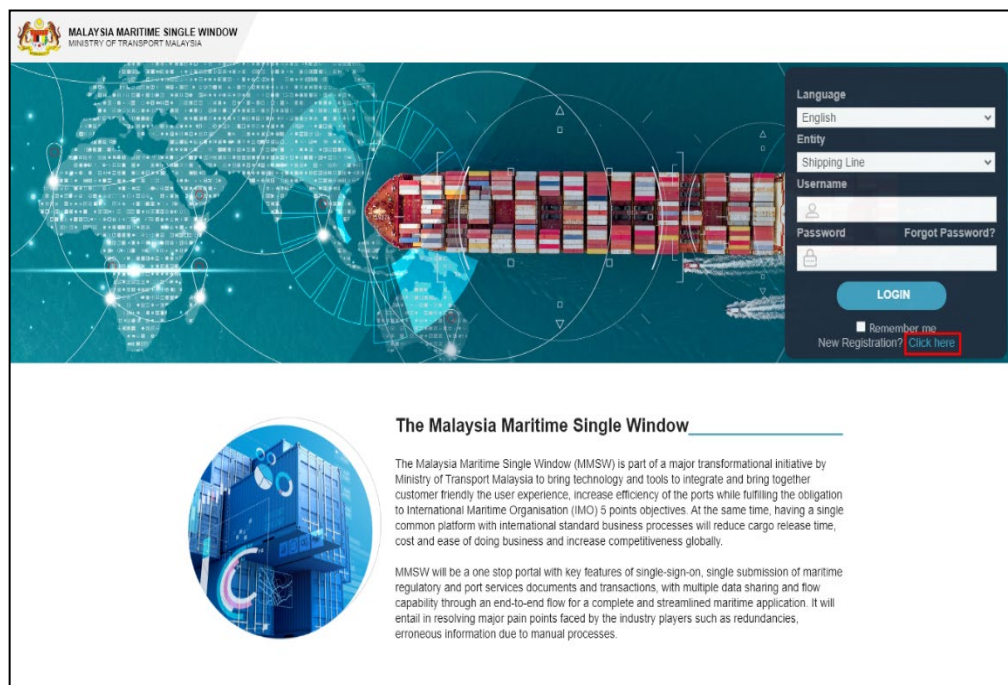 MALAYSIA MARITIME SINGLE WINDOW
MINISTRY OF TRANSPORT MALAYSIA
Language
English
Entity
Shipping Line
Username
Password Forgot Password?
LOGIN
Remember me
New Registration? Click here
The Malaysia Maritime Single Window
The Malaysia Maritime Single Window (MMSW) is part of a major transformational initiative by
Ministry of Transport Malaysia to bring technology and tools to integrate and bring together
customer friendly the user experience, increase efficiency of the ports while fulfilling the obligation
to International Maritime Organisation (IMO) 5 points objectives. At the same time, having a single
common platform with international standard business processes will reduce cargo release time,
cost and ease of doing business and increase competitiveness globally.
MMSW will be a one stop portal with key features of single-sign-on, single submission of maritime
regulatory and port services documents and transactions, with multiple data sharing and flow
capability through an end-to-end flow for a complete and streamlined maritime application. It will
entail in resolving major pain points faced by the industry players such as redundancies,
erroneous information due to manual processes.